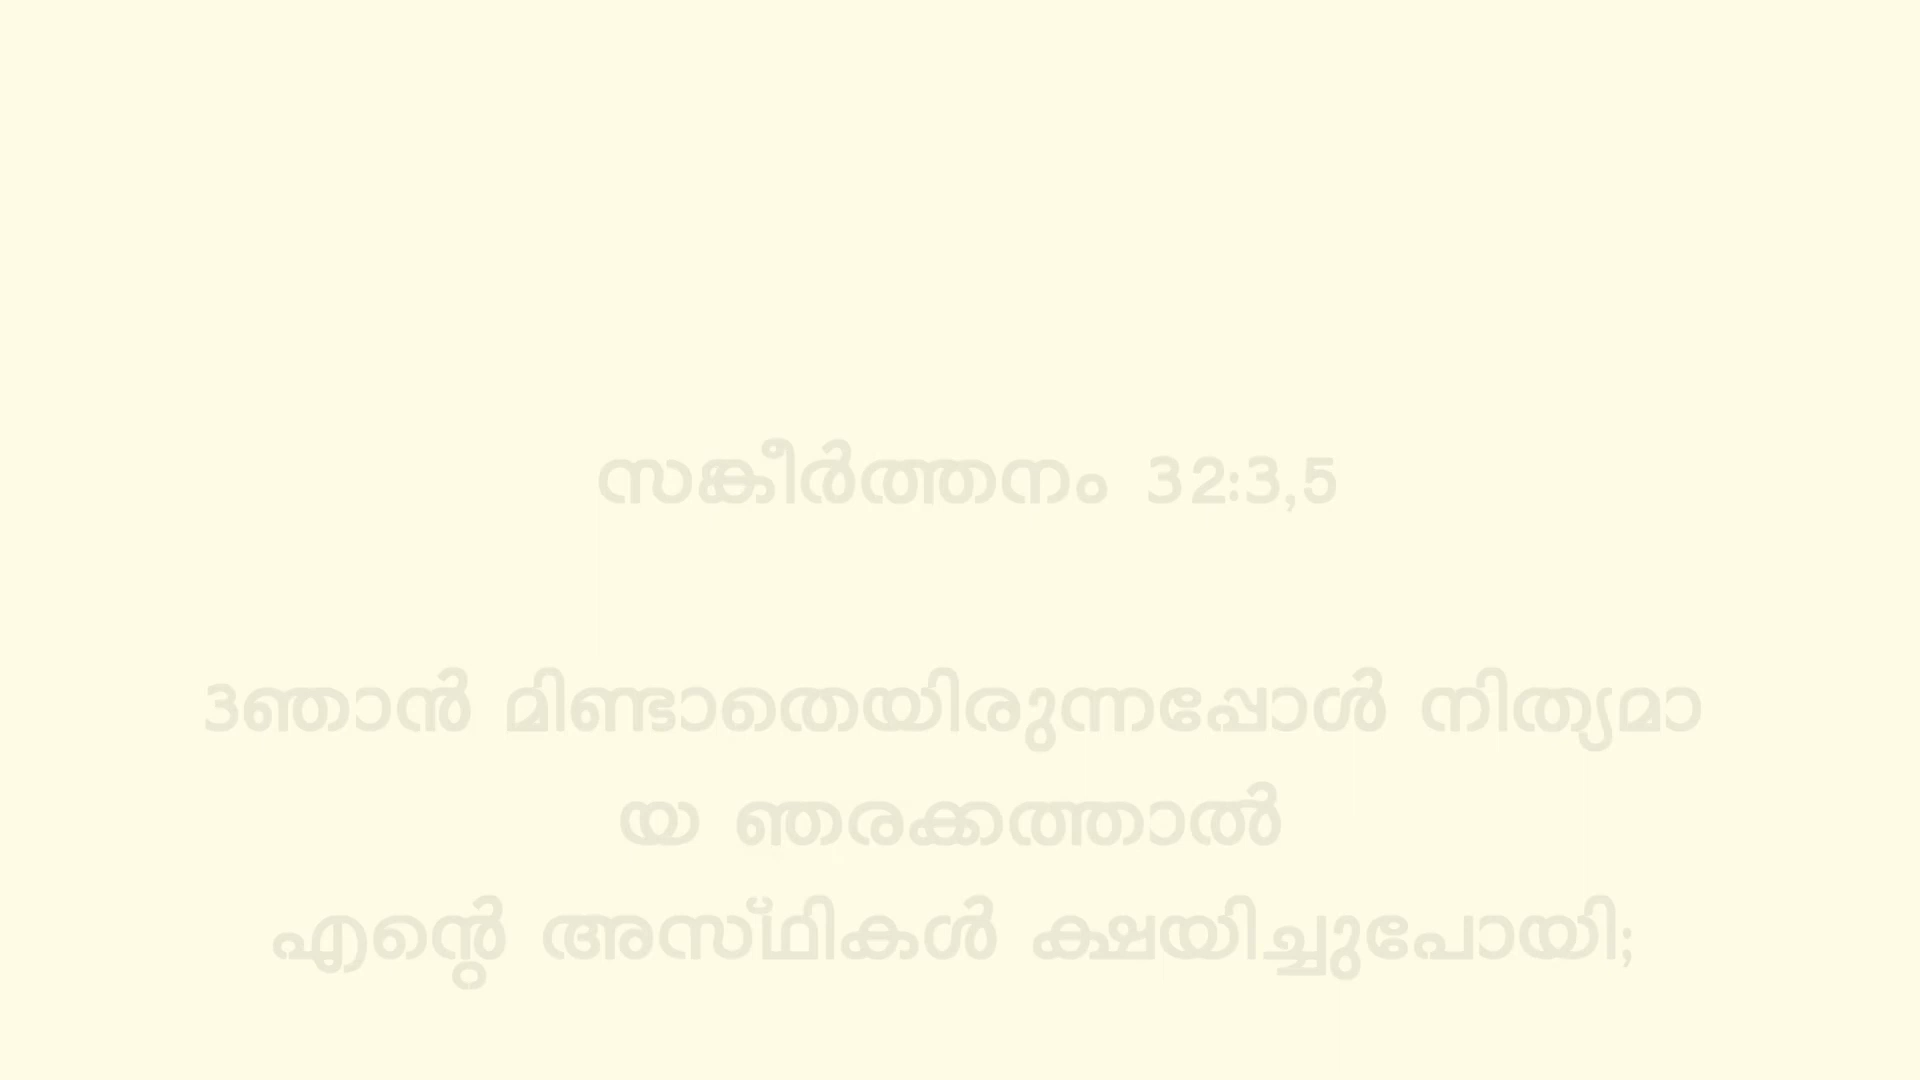 സങ്കീർത്തനം 32:3,5
3ഞാൻ മിണ്ടാതെയിരുന്നപ്പോൾ നിത്യമാ
യ ഞരക്കത്താൽ
എന്റെ അസ്ഥികൾ ക്ഷയിച്ചുപോയി;